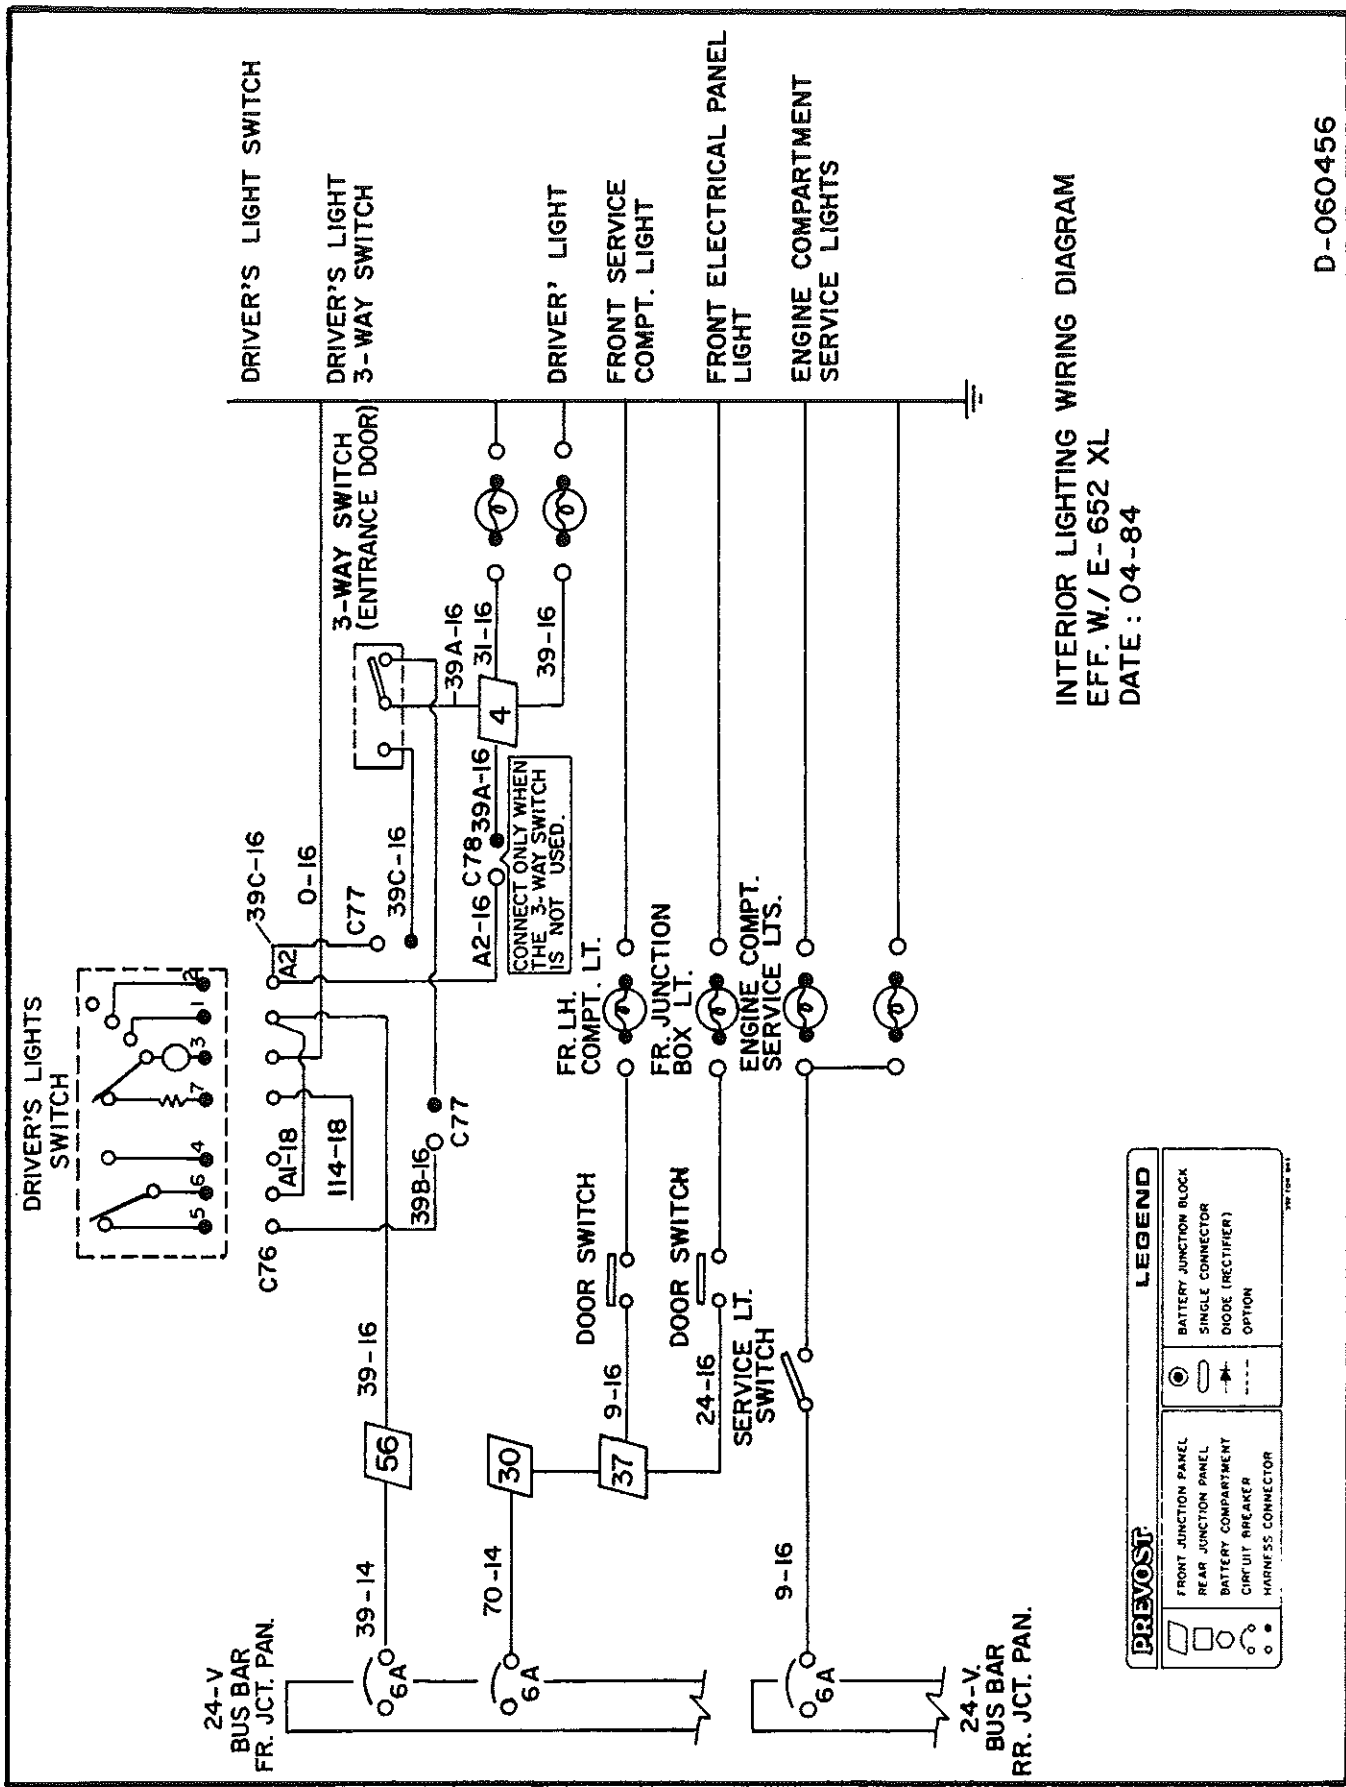 DRIVER'S LIGHTS
SWITCH
5
6
4
7
3
1
2
C76
A1-18
114-18
A2
39C-16
0-16
C77
39C-16
39B-16
C77
A2-16
C78
39A-16
CONNECT ONLY WHEN
THE 3-WAY SWITCH
IS NOT USED.
3-WAY SWITCH
(ENTRANCE DOOR)
39A-16
31-16
39-16
4
DRIVER'S LIGHT SWITCH
DRIVER'S LIGHT
3-WAY SWITCH
DRIVER' LIGHT
FRONT SERVICE
COMPT. LIGHT
FRONT ELECTRICAL PANEL
LIGHT
ENGINE COMPARTMENT
SERVICE LIGHTS
24-V
BUS BAR
FR. JCT. PAN.
6A
39-14
56
39-16
6A
70-14
30
37
9-16
DOOR SWITCH
FR. LH.
COMPT. LT.
24-16
DOOR SWITCH
FR. JUNCTION
BOX LT.
24-V.
BUS BAR
RR. JCT. PAN.
6A
9-16
SERVICE LT.
SWITCH
ENGINE COMPT.
SERVICE LTS.
INTERIOR LIGHTING WIRING DIAGRAM
EFF. W./ E-652 XL
DATE : 04-84
PREVOST
LEGEND
FRONT JUNCTION PANEL
REAR JUNCTION PANEL
BATTERY COMPARTMENT
CIRCUIT BREAKER
HARNESS CONNECTOR
BATTERY JUNCTION BLOCK
SINGLE CONNECTOR
DIODE (RECTIFIER)
OPTION
D-060456